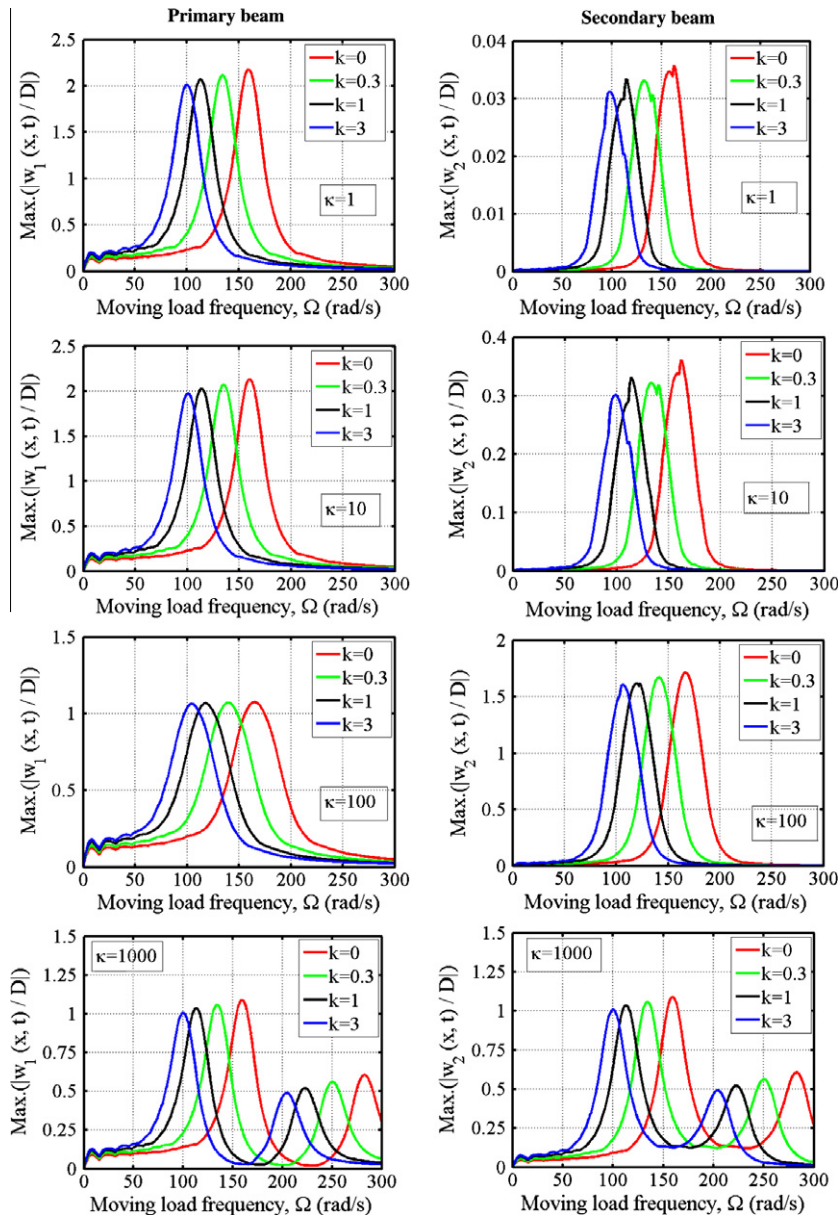 Primary beam
Secondary beam
Max.(|w1 (x, t) / D|)
2.5
2
1.5
1
0.5
0
0 50 100 150 200 250 300
k=0
k=0.3
k=1
k=3
κ=1
Moving load frequency, Ω (rad/s)
Max.(|w2 (x, t) / D|)
0.04
0.03
0.02
0.01
0.00
0 50 100 150 200 250 300
k=0
k=0.3
k=1
k=3
κ=1
Moving load frequency, Ω (rad/s)
Max.(|w1 (x, t) / D|)
2.5
2
1.5
1
0.5
0
0 50 100 150 200 250 300
k=0
k=0.3
k=1
k=3
κ=10
Moving load frequency, Ω (rad/s)
Max.(|w2 (x, t) / D|)
0.4
0.3
0.2
0.1
0
0 50 100 150 200 250 300
k=0
k=0.3
k=1
k=3
κ=10
Moving load frequency, Ω (rad/s)
Max.(|w1 (x, t) / D|)
1.5
1
0.5
0
0 50 100 150 200 250 300
k=0
k=0.3
k=1
k=3
κ=100
Moving load frequency, Ω (rad/s)
Max.(|w2 (x, t) / D|)
2
1.5
1
0.5
0
0 50 100 150 200 250 300
k=0
k=0.3
k=1
k=3
κ=100
Moving load frequency, Ω (rad/s)
Max.(|w1 (x, t) / D|)
1.5
1.25
1
0.75
0.5
0.25
0
0 50 100 150 200 250 300
κ=1000
k=0
k=0.3
k=1
k=3
Moving load frequency, Ω (rad/s)
Max.(|w2 (x, t) / D|)
1.5
1.25
1
0.75
0.5
0.25
0
0 50 100 150 200 250 300
κ=1000
k=0
k=0.3
k=1
k=3
Moving load frequency, Ω (rad/s)